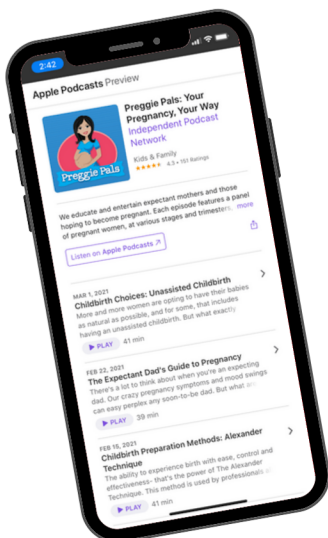 2:42
Apple Podcasts Preview
Preggie Pals
Preggie Pals: Your
Pregnancy, Your Way
Independent Podcast
Network
Kids & Family
★★★★★ 4.3 • 151 Ratings
We educate and entertain expectant mothers and those
hoping to become pregnant. Each episode features a panel
of pregnant women, at various stages and trimesters. more
Listen on Apple Podcasts ↗
MAR 1, 2021
Childbirth Choices: Unassisted Childbirth
More and more women are opting to have their babies
as natural as possible, and for some, that includes
having an unassisted childbirth. But what exactly
▶ PLAY 41 min
FEB 22, 2021
The Expectant Dad's Guide to Pregnancy
There's a lot to think about when you're an expecting
dad. Our crazy pregnancy symptoms and mood swings
can easy perplex any soon-to-be dad. But what
▶ PLAY 39 min
FEB 15, 2021
Childbirth Preparation Methods: Alexander
Technique
The ability to experience birth with ease, control and
effectiveness- that's the power of The Alexander
Technique. This method is used by professionals
▶ PLAY 41 min